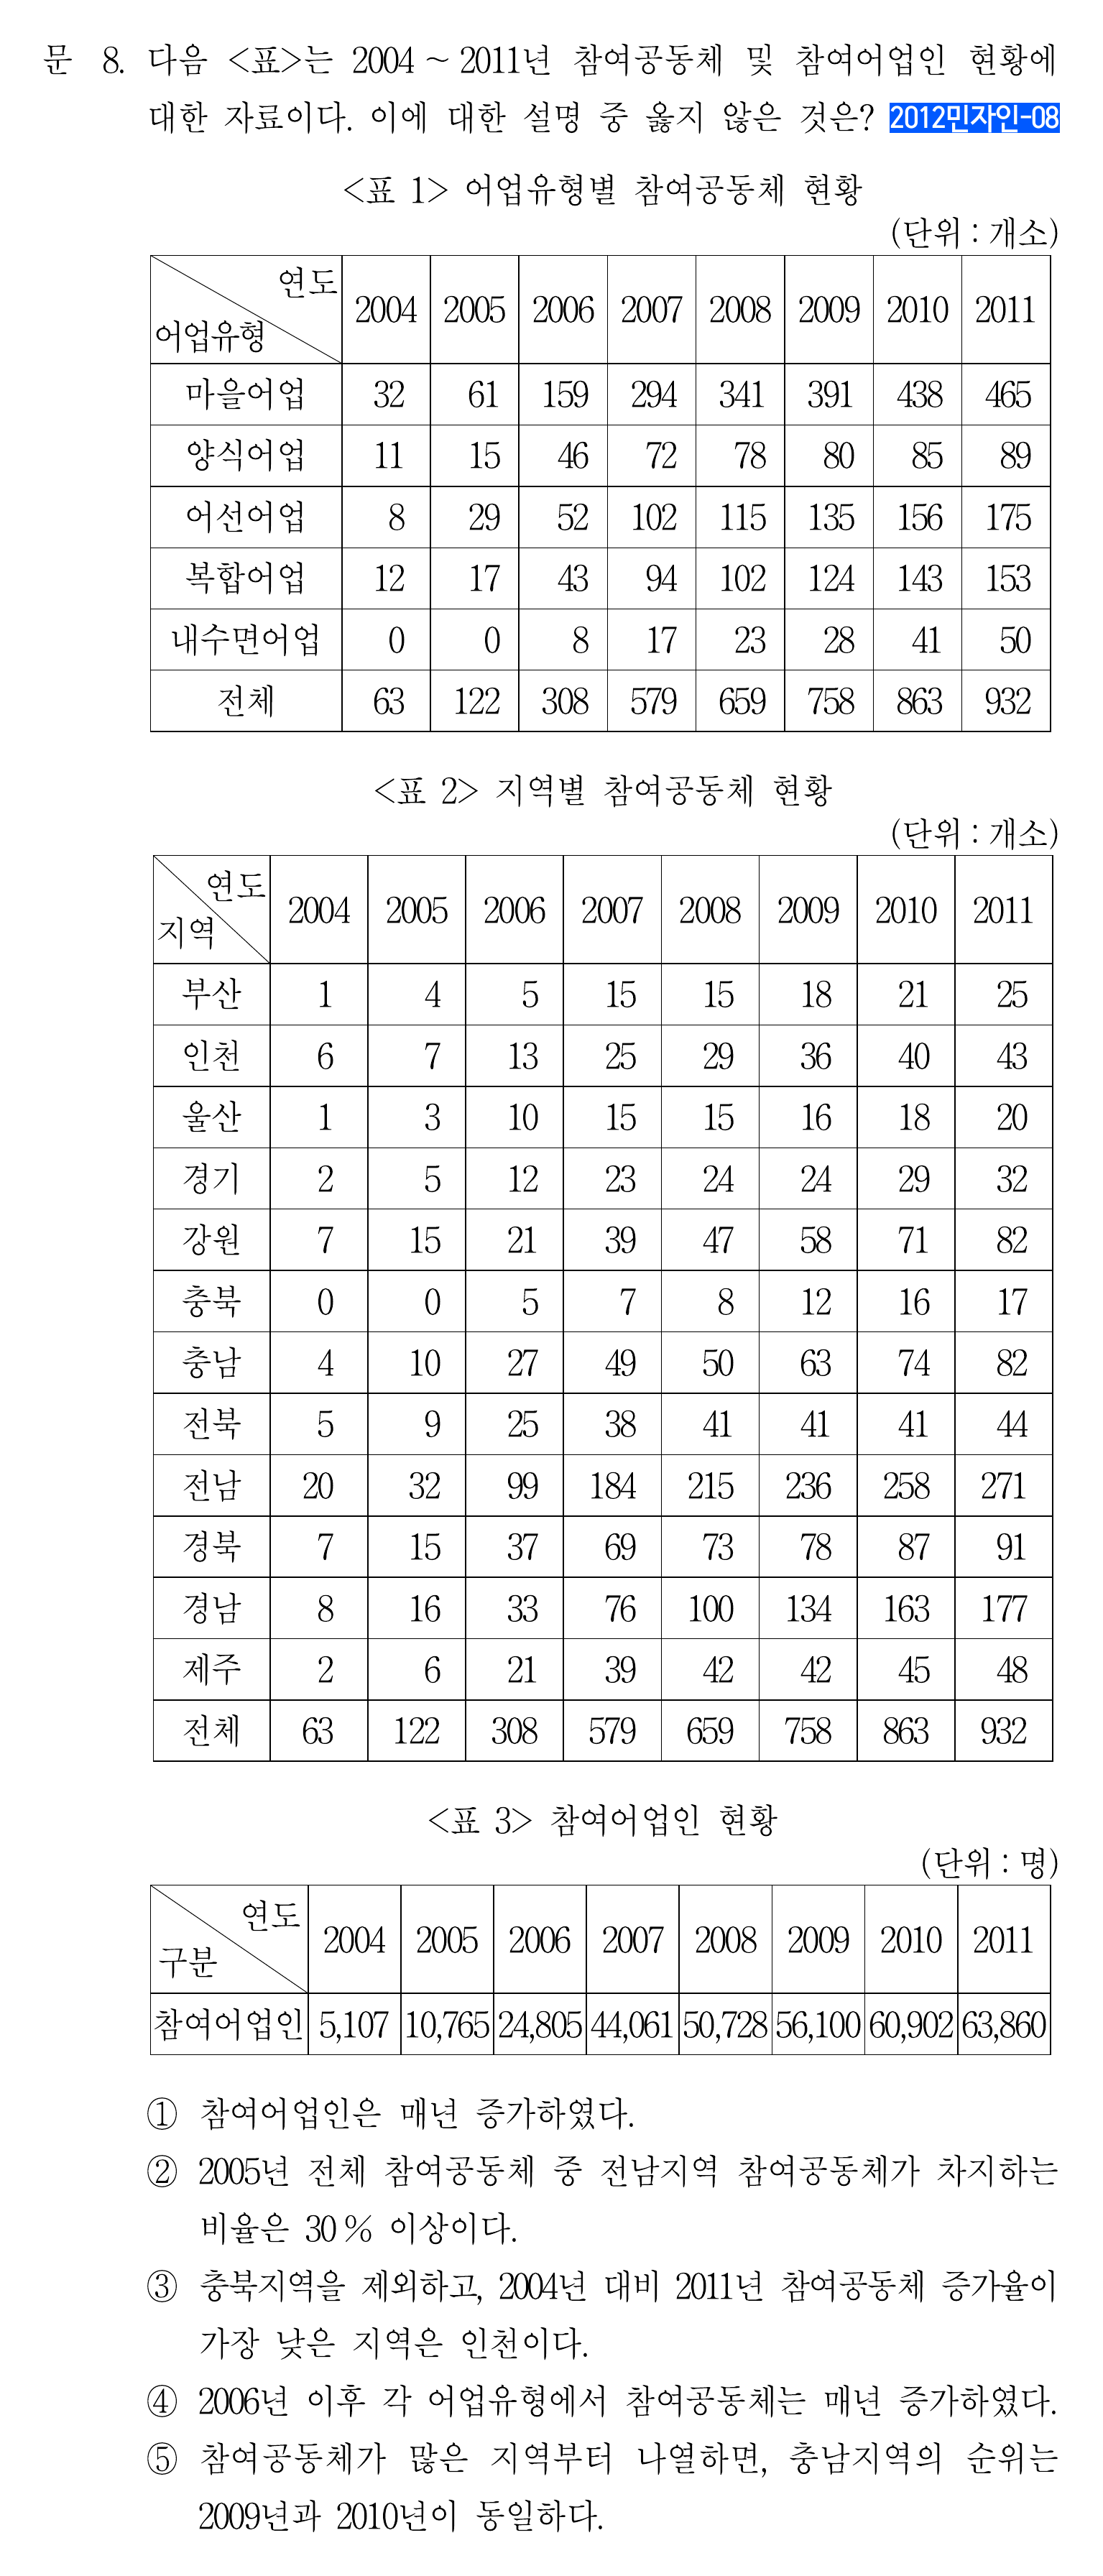 문 8. 다음 <표>는 2004 ~ 2011년 참여공동체 및 참여어업인 현황에
대한 자료이다. 이에 대한 설명 중 옳지 않은 것은? 2012민자인-08
<표 1> 어업유형별 참여공동체 현황
(단위 : 개소)
연도
어업유형
2004 2005 2006 2007 2008 2009 2010 2011
마을어업 32 61 159 294 341 391 438 465
양식어업 11 15 46 72 78 80 85 89
어선어업 8 29 52 102 115 135 156 175
복합어업 12 17 43 94 102 124 143 153
내수면어업 0 0 8 17 23 28 41 50
전체 63 122 308 579 659 758 863 932
<표 2> 지역별 참여공동체 현황
(단위 : 개소)
연도
지역
2004 2005 2006 2007 2008 2009 2010 2011
부산 1 4 5 15 15 18 21 25
인천 6 7 13 25 29 36 40 43
울산 1 3 10 15 15 16 18 20
경기 2 5 12 23 24 24 29 32
강원 7 15 21 39 47 58 71 82
충북 0 0 5 7 8 12 16 17
충남 4 10 27 49 50 63 74 82
전북 5 9 25 38 41 41 41 44
전남 20 32 99 184 215 236 258 271
경북 7 15 37 69 73 78 87 91
경남 8 16 33 76 100 134 163 177
제주 2 6 21 39 42 42 45 48
전체 63 122 308 579 659 758 863 932
<표 3> 참여어업인 현황
(단위 : 명)
연도
구분
2004 2005 2006 2007 2008 2009 2010 2011
참여어업인 5,107 10,765 24,805 44,061 50,728 56,100 60,902 63,860
① 참여어업인은 매년 증가하였다.
② 2005년 전체 참여공동체 중 전남지역 참여공동체가 차지하는
비율은 30 % 이상이다.
③ 충북지역을 제외하고, 2004년 대비 2011년 참여공동체 증가율이
가장 낮은 지역은 인천이다.
④ 2006년 이후 각 어업유형에서 참여공동체는 매년 증가하였다.
⑤ 참여공동체가 많은 지역부터 나열하면, 충남지역의 순위는
2009년과 2010년이 동일하다.